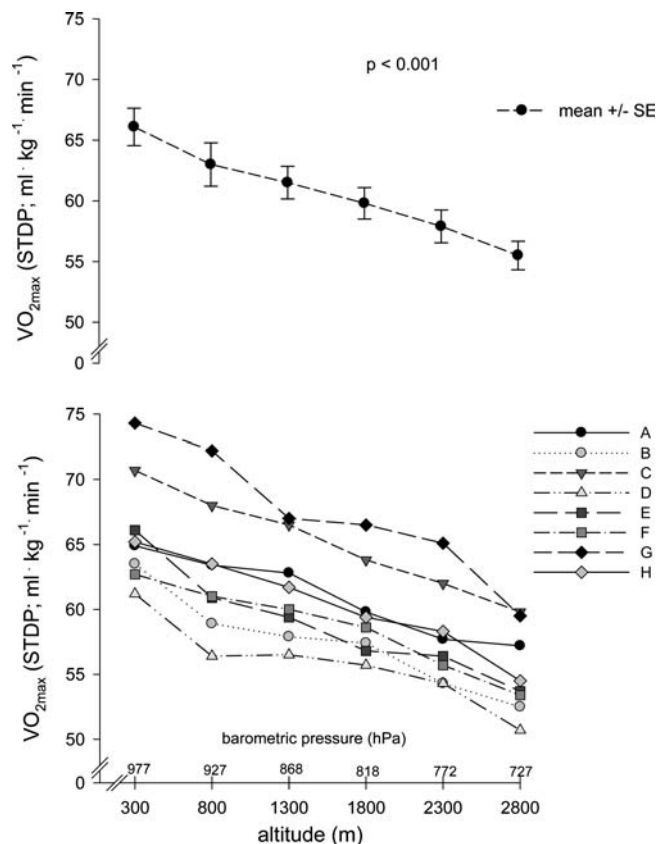 75
p < 0.001
70
mean +/- SE
65
60
55
50
0
VO2max
(STDP; ml· kg-1· min -1)
75
A
B
70
C
D
65
E
F
60
G
H
55
50
0
VO2max
(STDP; ml· kg-1· min -1)
barometric pressure (hPa)
977 927 868 818 772 727
300 800 1300 1800 2300 2800
altitude (m)